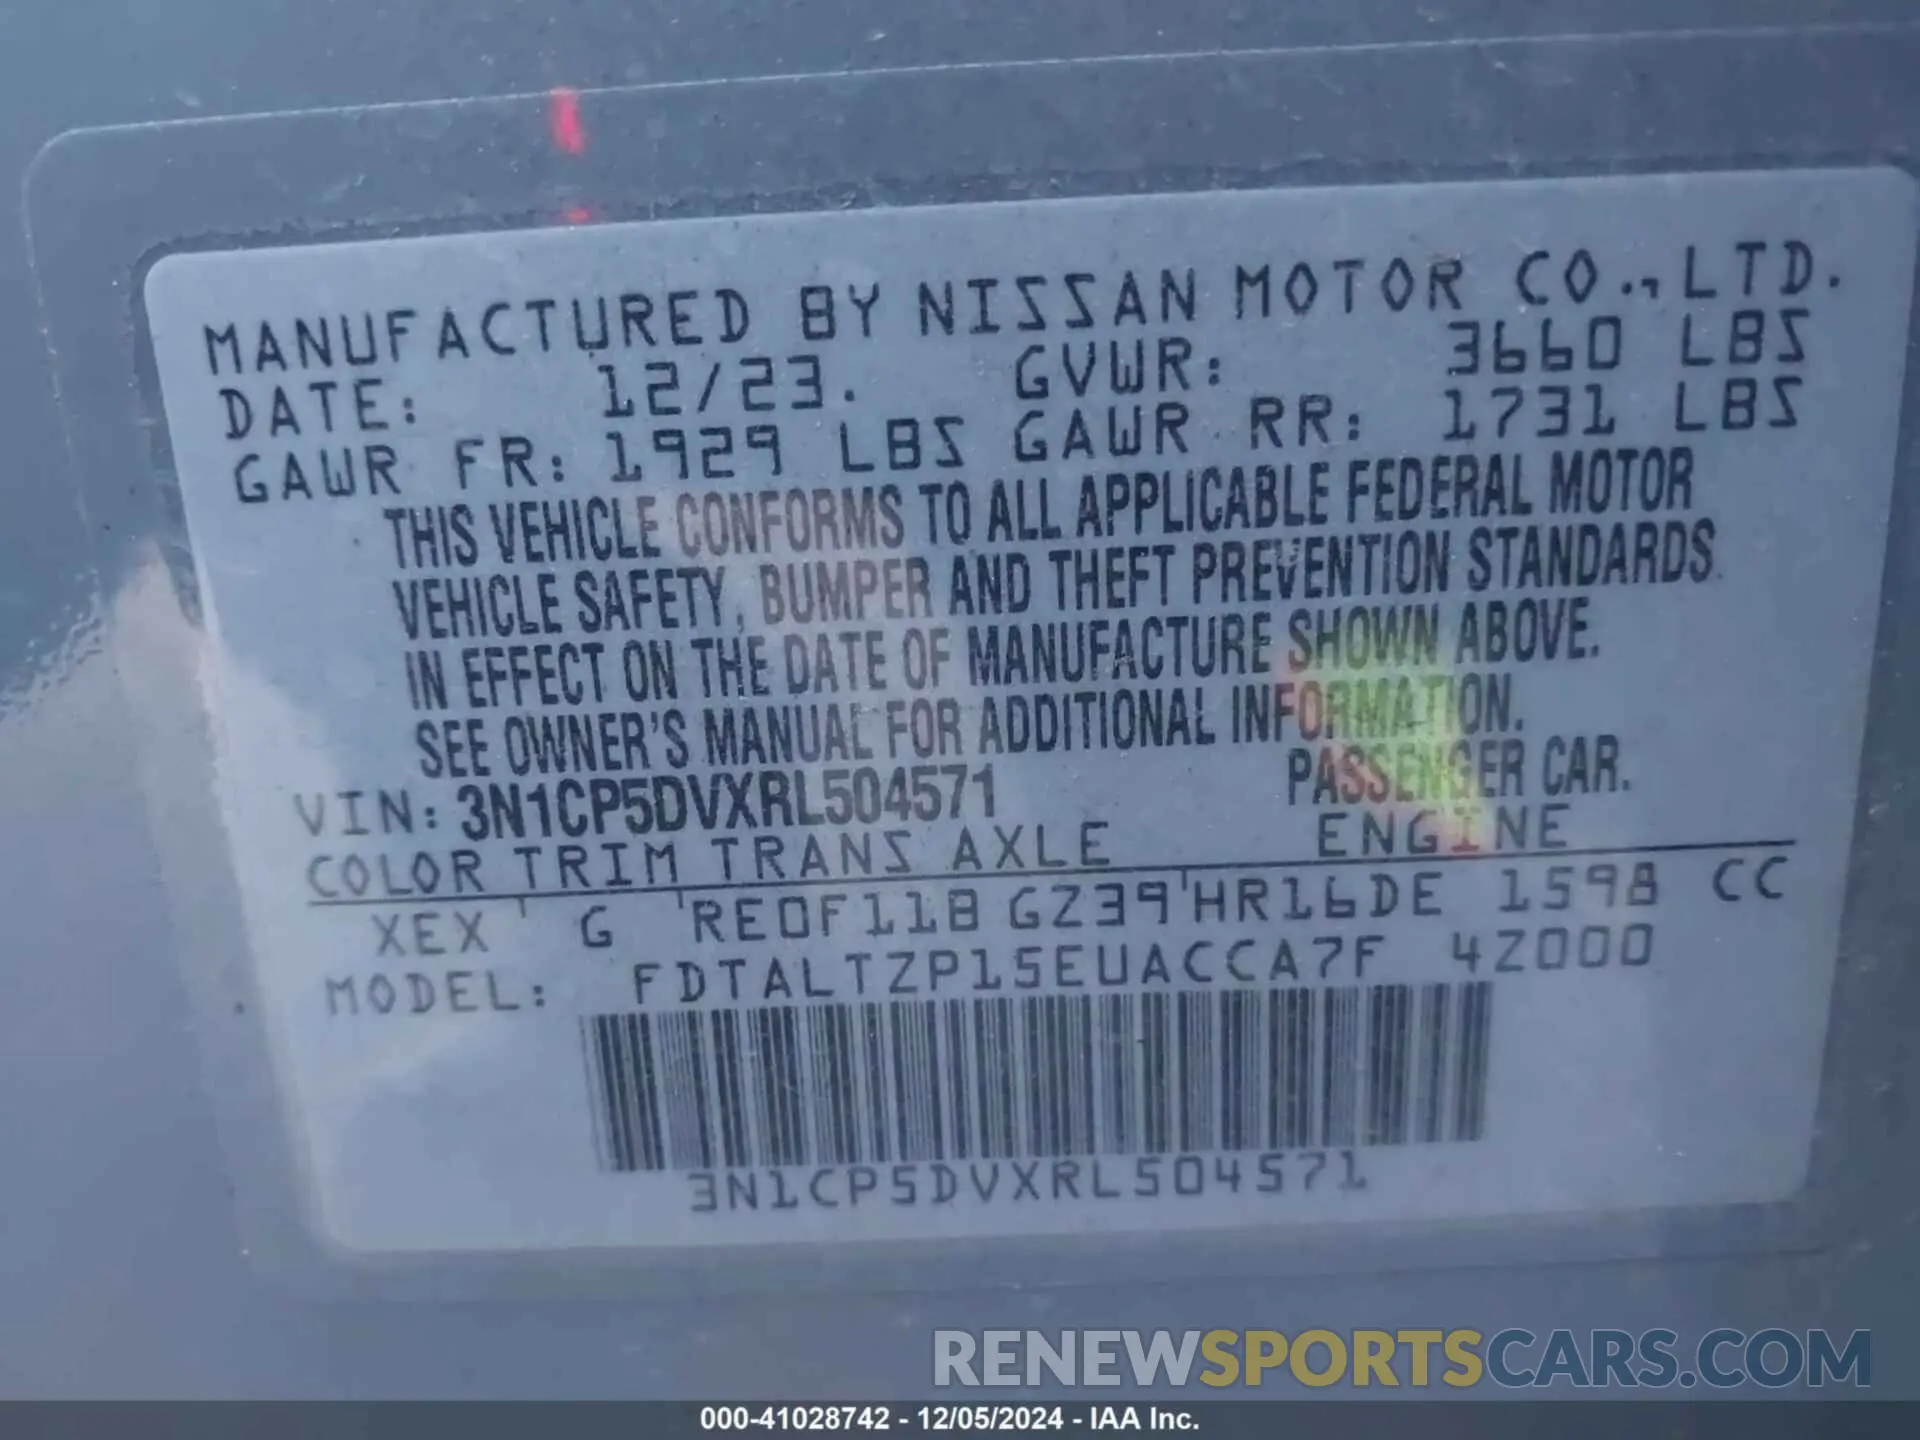 MANUFACTURED BY NISSAN MOTOR CO., LTD.
DATE: 12/23. GVWR: 3660 LBS
GAWR FR: 1929 LBS GAWR RR: 1731 LBS
THIS VEHICLE CONFORMS TO ALL APPLICABLE FEDERAL MOTOR
VEHICLE SAFETY, BUMPER AND THEFT PREVENTION STANDARDS
IN EFFECT ON THE DATE OF MANUFACTURE SHOWN ABOVE.
SEE OWNER'S MANUAL FOR ADDITIONAL INFORMATION.
VIN: 3N1CP5DVXRL504571 PASSENGER CAR.
COLOR TRIM TRANS AXLE ENGINE
XEX G RE0F11B GZ39 HR16DE 1598 CC
MODEL: FDTALTZP15EUACCA7F 4Z000
3N1CP5DVXRL504571
RENEWSPORTSCARS.COM
000-41028742 - 12/05/2024 - IAA Inc.